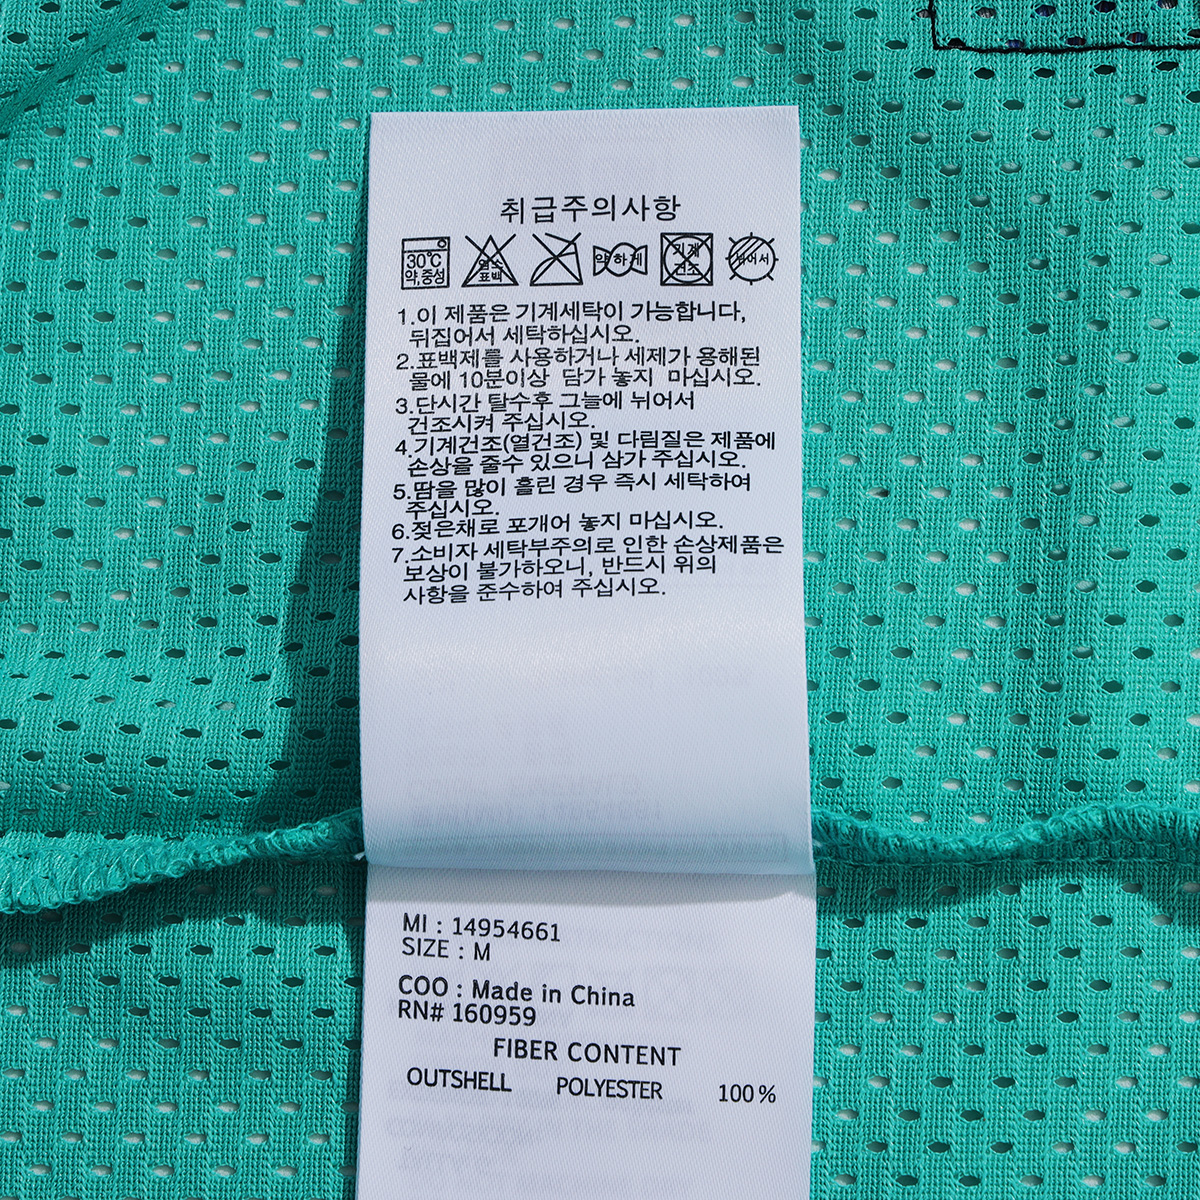 취급주의사항
30℃
약,중성
염소
표백
약하게
기계
건조
뉘어서
1.이 제품은 기계세탁이 가능합니다,
뒤집어서 세탁하십시오.
2.표백제를 사용하거나 세제가 용해된
물에 10분이상 담가 놓지 마십시오.
3.단시간 탈수후 그늘에 뉘어서
건조시켜 주십시오.
4.기계건조(열건조) 및 다림질은 제품에
손상을 줄수 있으니 삼가 주십시오.
5.땀을 많이 흘린 경우 즉시 세탁하여
주십시오.
6.젖은채로 포개어 놓지 마십시오.
7.소비자 세탁부주의로 인한 손상제품은
보상이 불가하오니, 반드시 위의
사항을 준수하여 주십시오.
MI : 14954661
SIZE : M
COO : Made in China
RN# 160959
FIBER CONTENT
OUTSHELL POLYESTER 100%